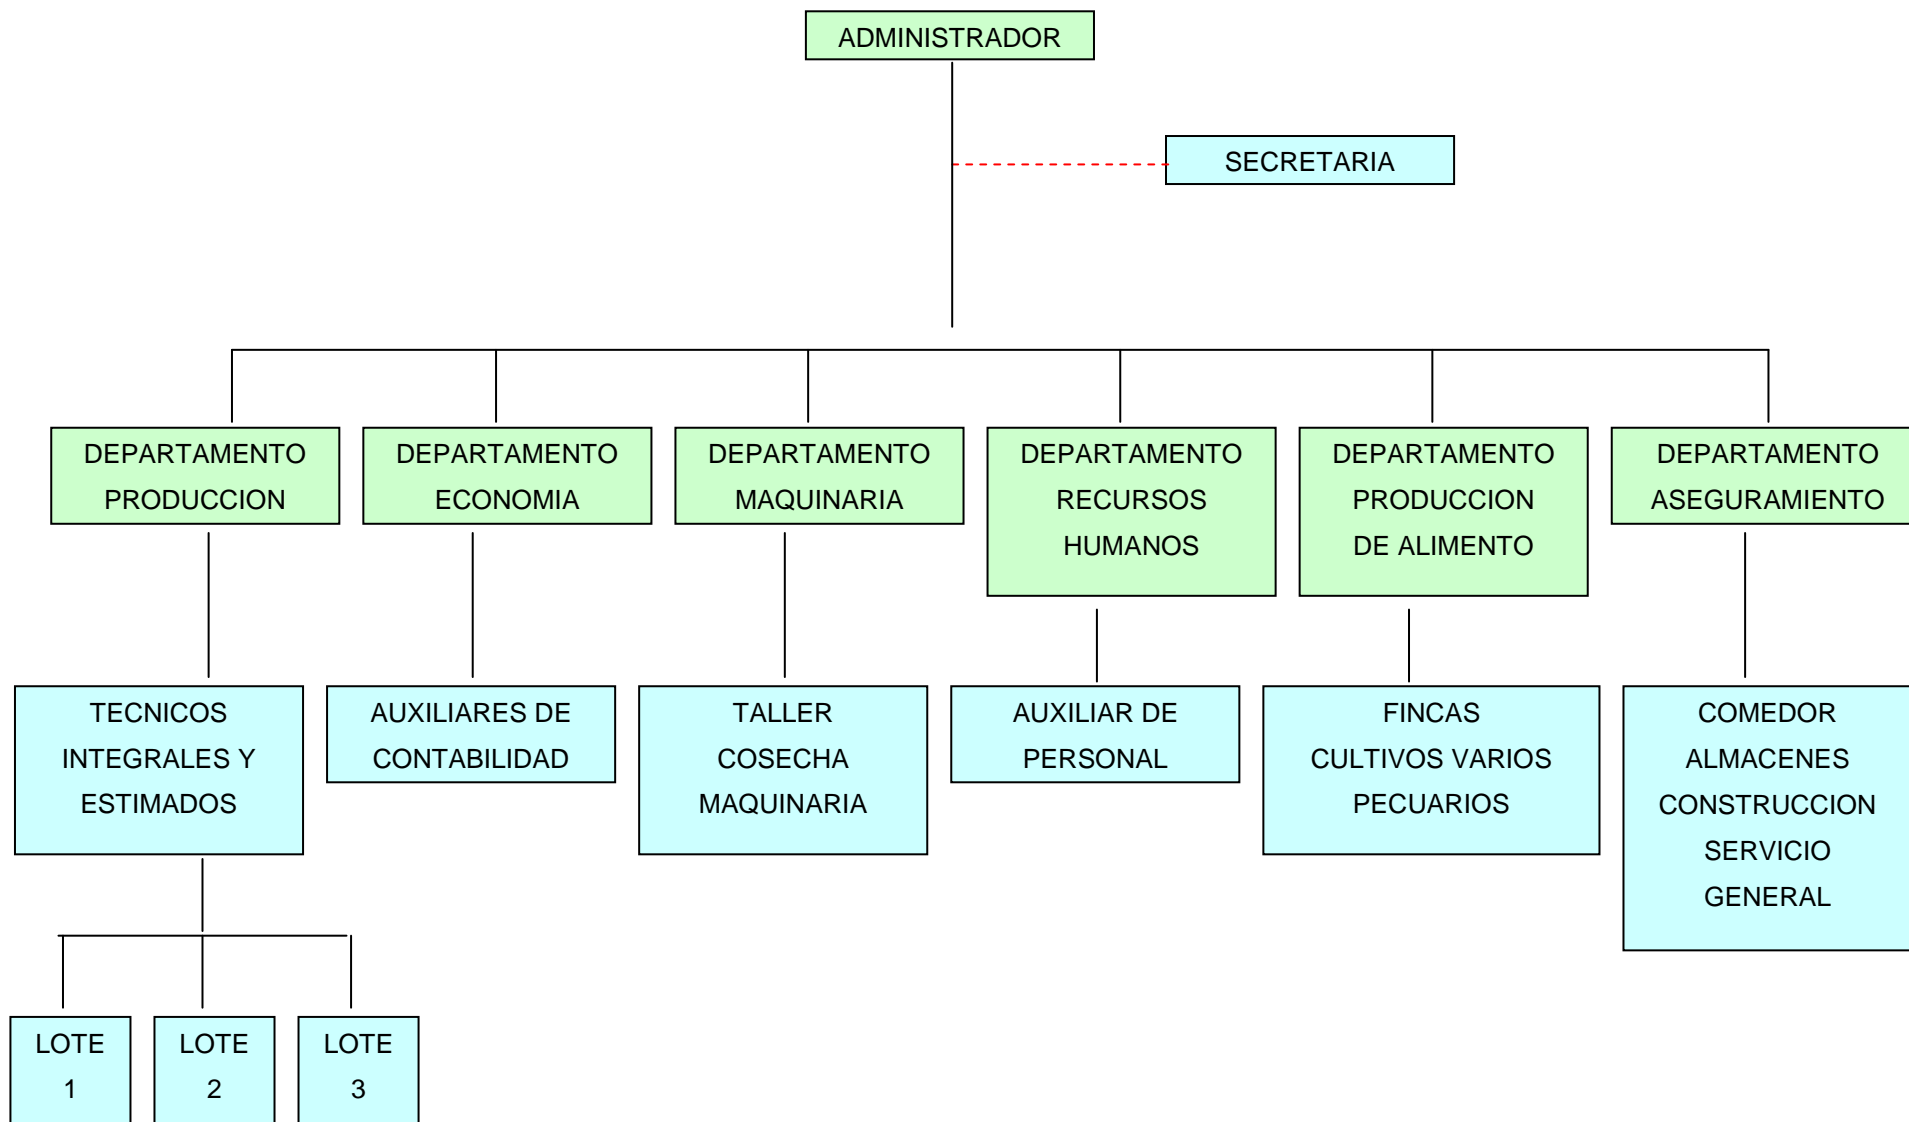 ADMINISTRADOR
SECRETARIA
DEPARTAMENTO
PRODUCCION
DEPARTAMENTO
ECONOMIA
DEPARTAMENTO
MAQUINARIA
DEPARTAMENTO
RECURSOS
HUMANOS
DEPARTAMENTO
PRODUCCION
DE ALIMENTO
DEPARTAMENTO
ASEGURAMIENTO
TECNICOS
INTEGRALES Y
ESTIMADOS
AUXILIARES DE
CONTABILIDAD
TALLER
COSECHA
MAQUINARIA
AUXILIAR DE
PERSONAL
FINCAS
CULTIVOS VARIOS
PECUARIOS
COMEDOR
ALMACENES
CONSTRUCCION
SERVICIO
GENERAL
LOTE
1
LOTE
2
LOTE
3